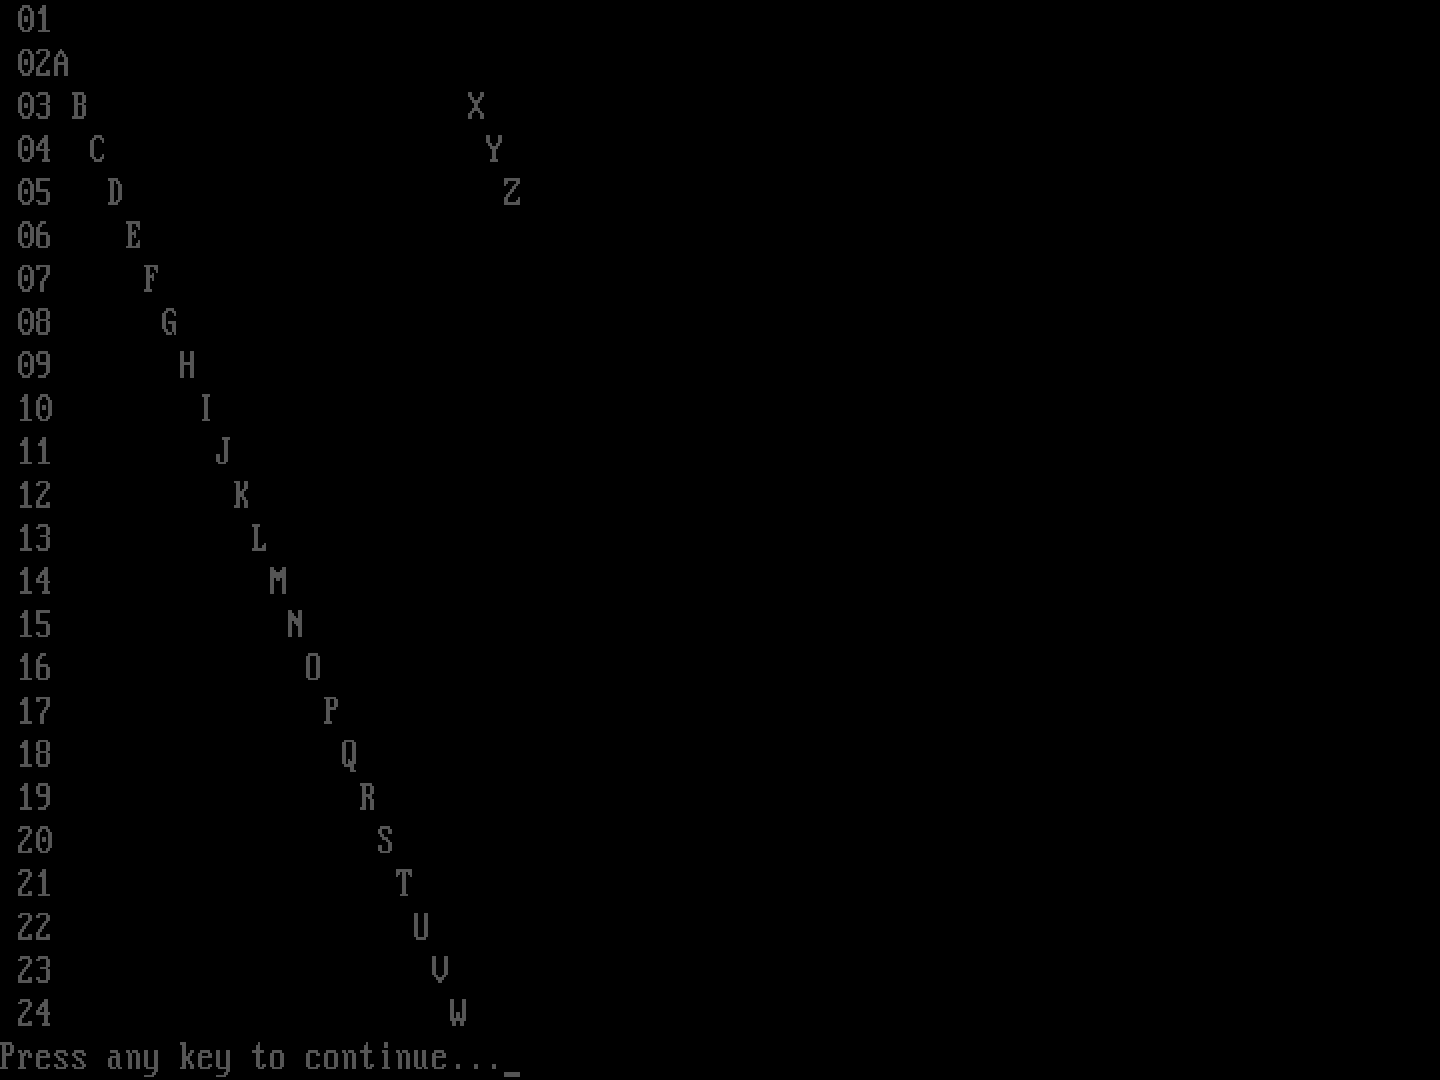 01
 02A
 03 B                     X
 04  C                     Y
 05   D                     Z
 06    E
 07     F
 08      G
 09       H
 10        I
 11         J
 12          K
 13           L
 14            M
 15             N
 16              O
 17               P
 18                Q
 19                 R
 20                  S
 21                   T
 22                    U
 23                     V
 24                      W
Press any key to continue..._